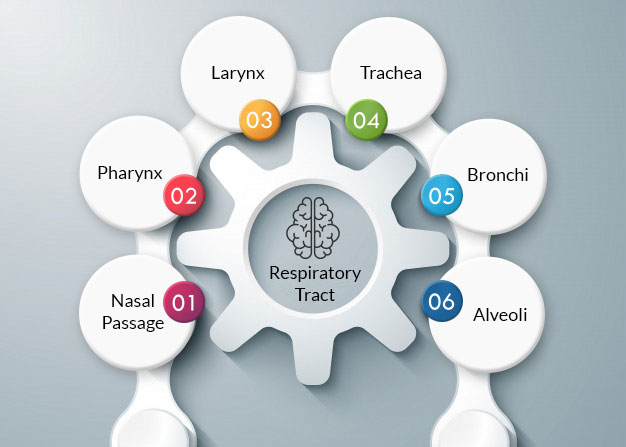 Larynx
03
Trachea
04
Pharynx
02
Bronchi
05
Respiratory
Tract
Nasal
Passage
01
06
Alveoli